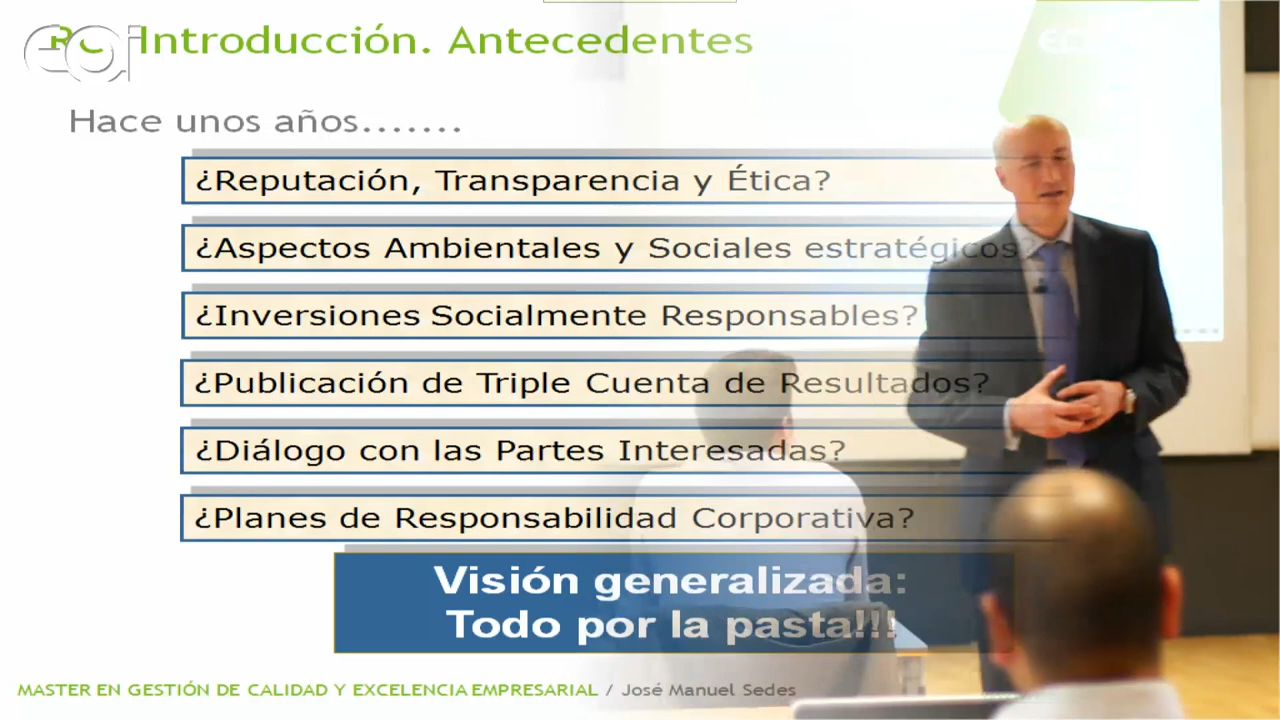 eoi
RC. Introducción. Antecedentes
Hace unos años.......
¿Reputación, Transparencia y Ética?
¿Aspectos Ambientales y Sociales estratégicos?
¿Inversiones Socialmente Responsables?
¿Publicación de Triple Cuenta de Resultados?
¿Diálogo con las Partes Interesadas?
¿Planes de Responsabilidad Corporativa?
Visión generalizada:
Todo por la pasta!!!
MASTER EN GESTIÓN DE CALIDAD Y EXCELENCIA EMPRESARIAL / José Manuel Sedes